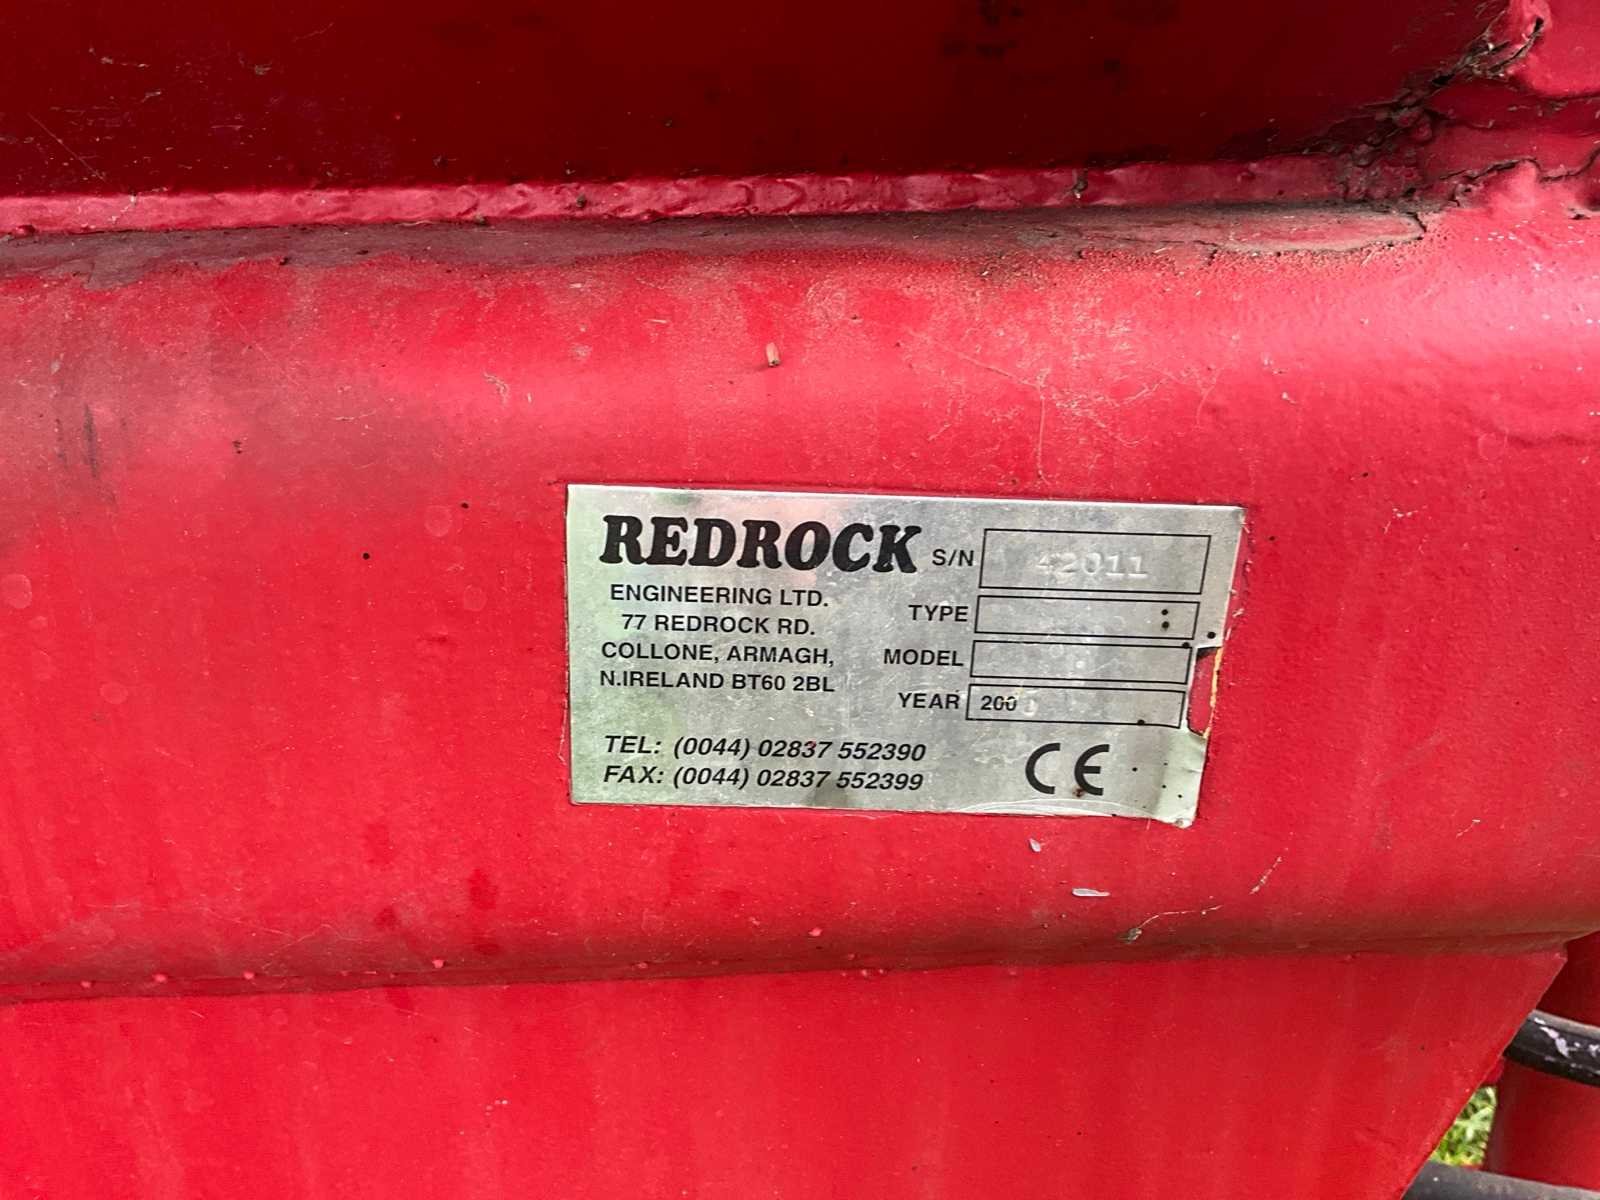 REDROCK
ENGINEERING LTD.
77 REDROCK RD.
COLLONE, ARMAGH,
N.IRELAND BT60 2BL
TEL: (0044) 02837 552390
FAX: (0044) 02837 552399
S/N 42011
TYPE
MODEL
YEAR 200
CE